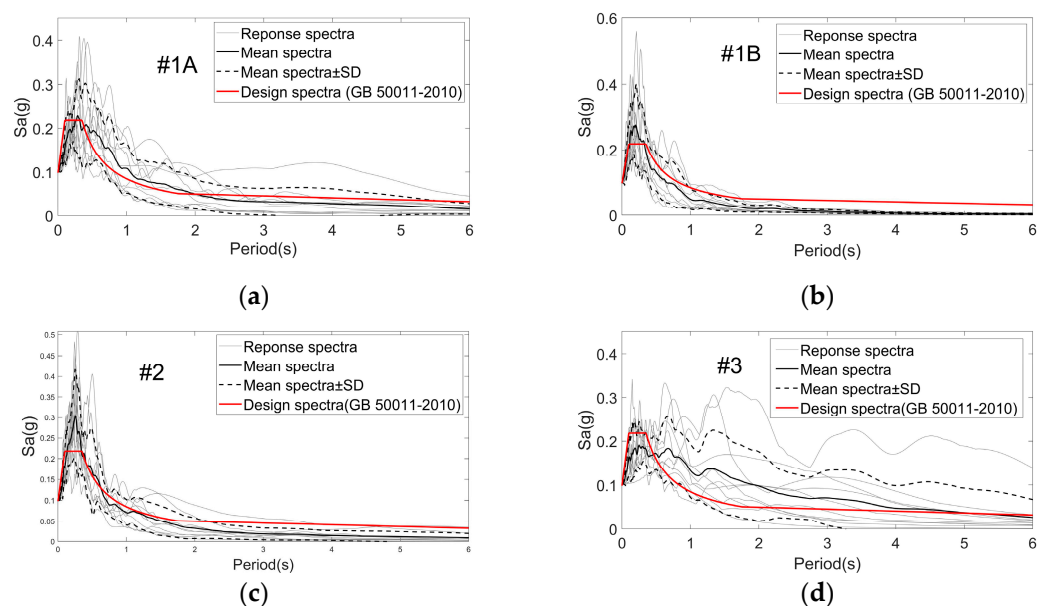 0.4
0.3
0.2
0.1
0
Sa(g)
#1A
Reponse spectra
Mean spectra
Mean spectra±SD
Design spectra (GB 50011-2010)
0 1 2 3 4 5 6
Period(s)
(a)
0.6
0.4
0.2
0
Sa(g)
#1B
Reponse spectra
Mean spectra
Mean spectra±SD
Design spectra (GB 50011-2010)
0 1 2 3 4 5 6
Period(s)
(b)
0.5
0.4
0.35
0.3
0.25
0.2
0.15
0.1
0.05
0
Sa(g)
#2
Reponse spectra
Mean spectra
Mean spectra±SD
Design spectra(GB 50011-2010)
0 1 2 3 4 5 6
Period(s)
(c)
0.4
0.3
0.2
0.1
0
Sa(g)
#3
Reponse spectra
Mean spectra
Mean spectra±SD
Design spectra(GB 50011-2010)
0 1 2 3 4 5 6
Period(s)
(d)